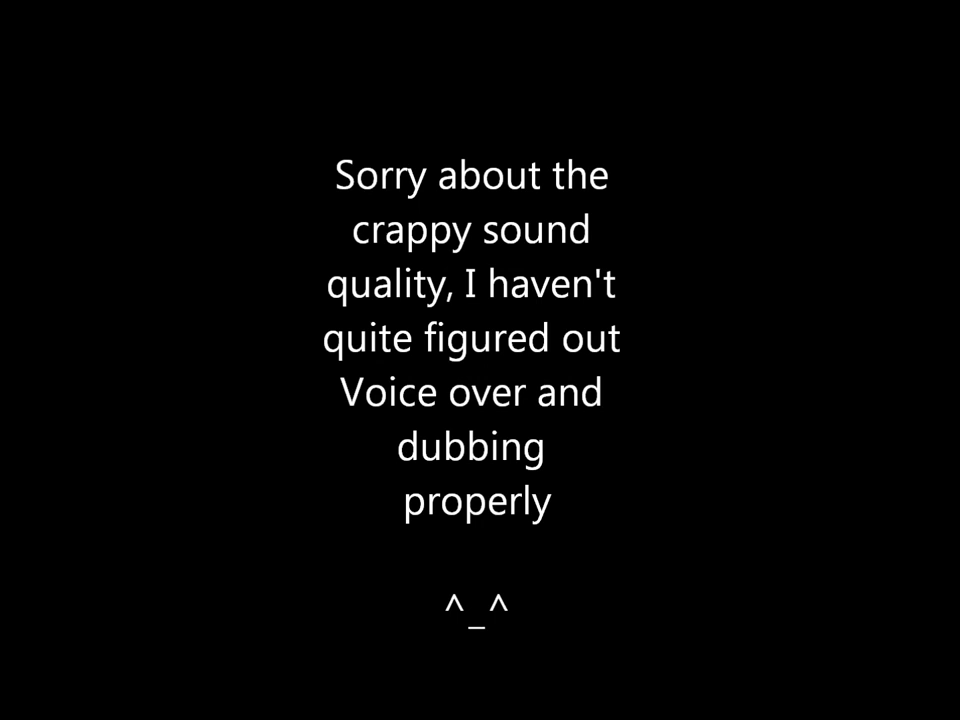 Sorry about the
crappy sound
quality, I haven't
quite figured out
Voice over and
dubbing
properly
^_^